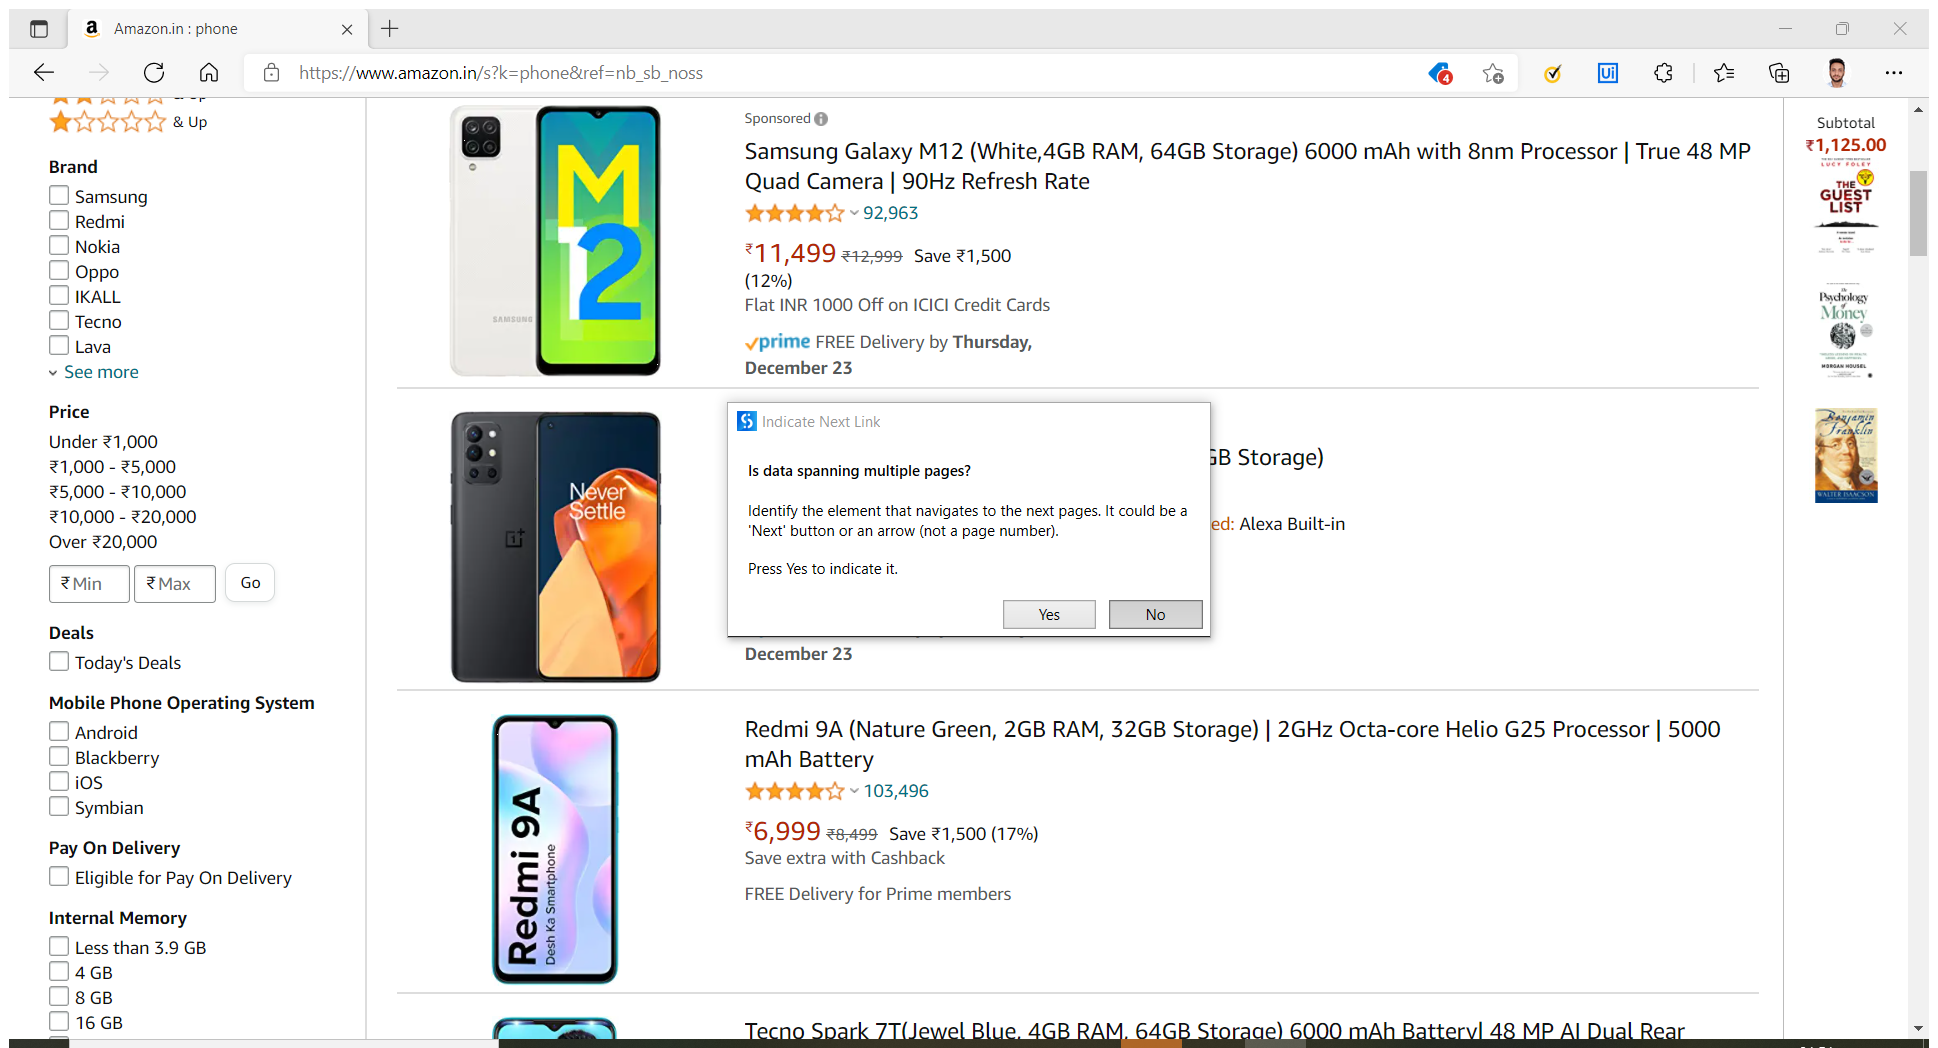 Amazon.in : phone
https://www.amazon.in/s?k=phone&ref=nb_sb_noss
4
Ui
& Up
& Up
Brand
Samsung
Redmi
Nokia
Oppo
IKALL
Tecno
Lava
See more
Price
Under ₹1,000
₹1,000 - ₹5,000
₹5,000 - ₹10,000
₹10,000 - ₹20,000
Over ₹20,000
₹ Min
₹ Max
Go
Deals
Today's Deals
Mobile Phone Operating System
Android
Blackberry
iOS
Symbian
Pay On Delivery
Eligible for Pay On Delivery
Internal Memory
Less than 3.9 GB
4 GB
8 GB
16 GB
SAMSUNG
M
12
Sponsored
Samsung Galaxy M12 (White,4GB RAM, 64GB Storage) 6000 mAh with 8nm Processor | True 48 MP
Quad Camera | 90Hz Refresh Rate
92,963
₹11,499 ₹12,999 Save ₹1,500
(12%)
Flat INR 1000 Off on ICICI Credit Cards
prime FREE Delivery by Thursday,
December 23
Never
Settle
GB Storage)
ed: Alexa Built-in
December 23
Indicate Next Link
Is data spanning multiple pages?
Identify the element that navigates to the next pages. It could be a
'Next' button or an arrow (not a page number).
Press Yes to indicate it.
Yes
No
Redmi 9A
Desh Ka Smartphone
Redmi 9A (Nature Green, 2GB RAM, 32GB Storage) | 2GHz Octa-core Helio G25 Processor | 5000
mAh Battery
103,496
₹6,999 ₹8,499 Save ₹1,500 (17%)
Save extra with Cashback
FREE Delivery for Prime members
Tecno Spark 7T(Jewel Blue, 4GB RAM, 64GB Storage) 6000 mAh Battery| 48 MP AI Dual Rear
Subtotal
₹1,125.00
LUCY FOLEY
THE
GUEST
LIST
The
Psychology
of
Money
MORGAN HOUSEL
Benjamin
Franklin
WALTER ISAACSON